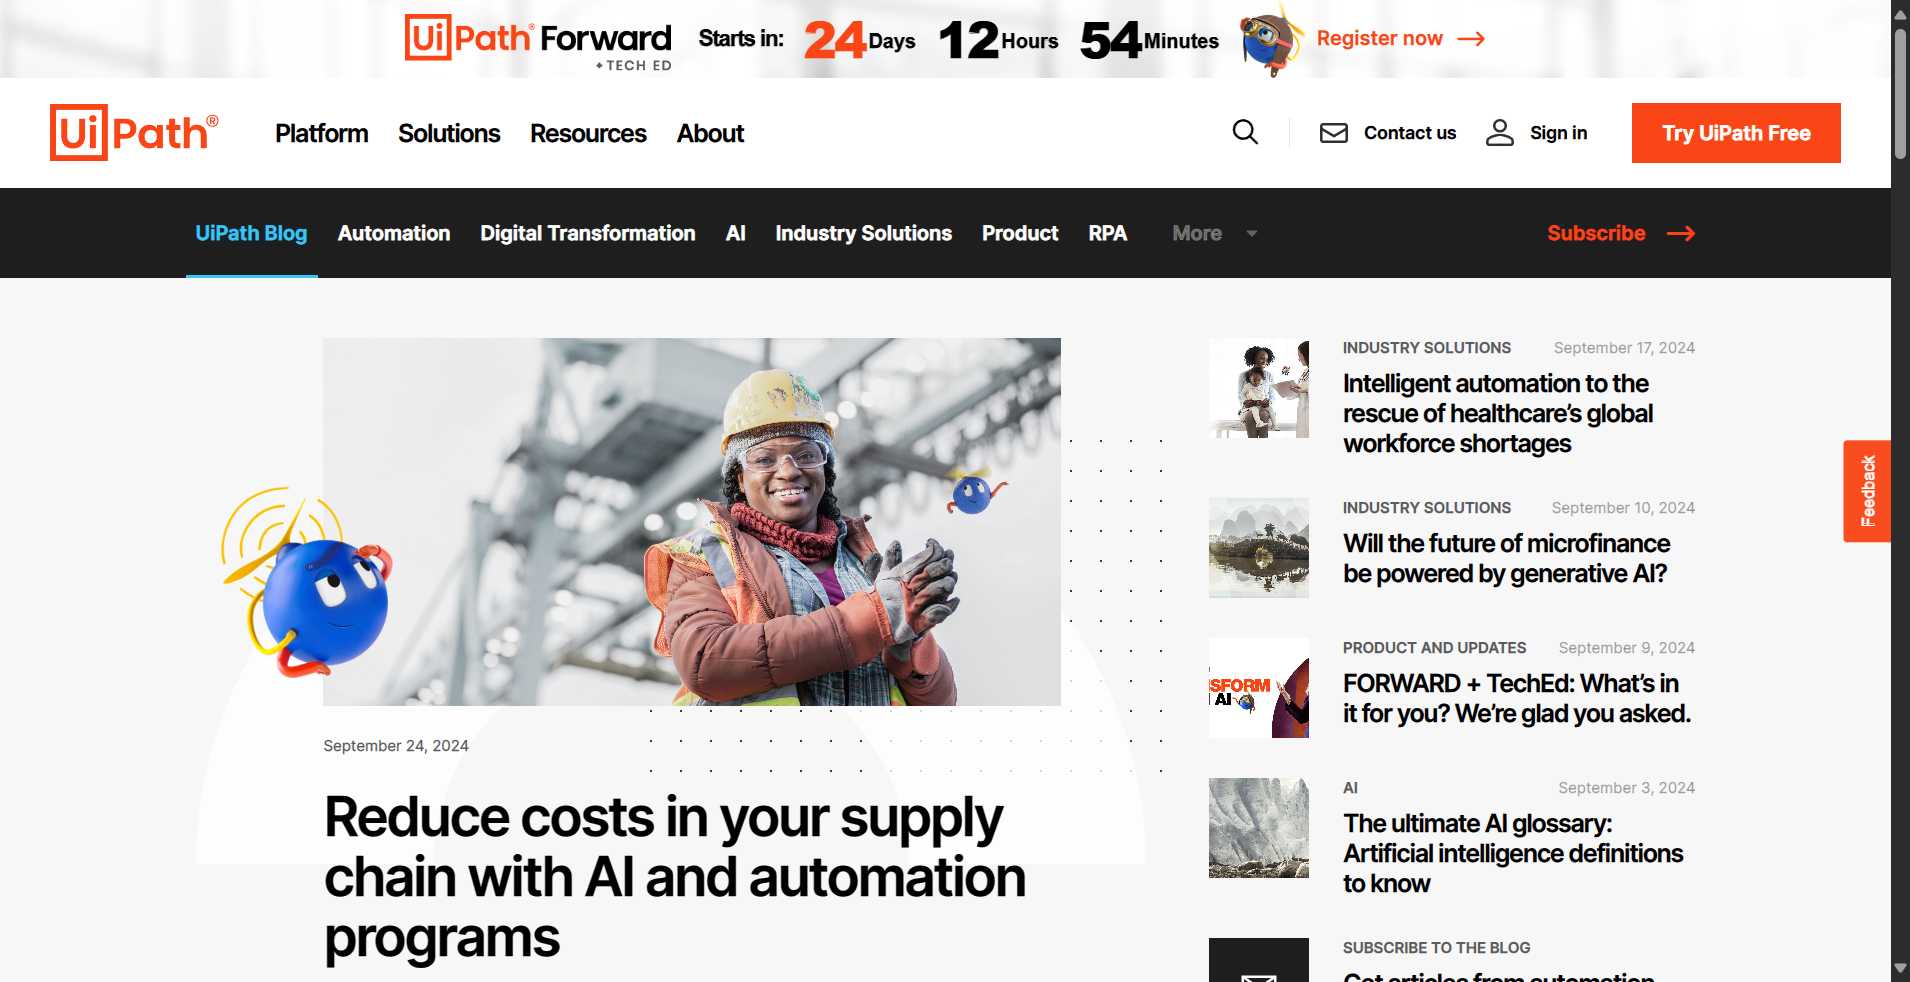 UiPath® Forward
+ TECH ED
Starts in: 24 Days 12 Hours 54 Minutes
Register now
UiPath®
Platform Solutions Resources About
Contact us Sign in Try UiPath Free
UiPath Blog Automation Digital Transformation AI Industry Solutions Product RPA More
Subscribe
September 24, 2024
Reduce costs in your supply
chain with AI and automation
programs
INDUSTRY SOLUTIONS September 17, 2024
Intelligent automation to the
rescue of healthcare’s global
workforce shortages
INDUSTRY SOLUTIONS September 10, 2024
Will the future of microfinance
be powered by generative AI?
SFORM
AI
PRODUCT AND UPDATES September 9, 2024
FORWARD + TechEd: What’s in
it for you? We’re glad you asked.
AI September 3, 2024
The ultimate AI glossary:
Artificial intelligence definitions
to know
SUBSCRIBE TO THE BLOG
Get articles from automation
Feedback